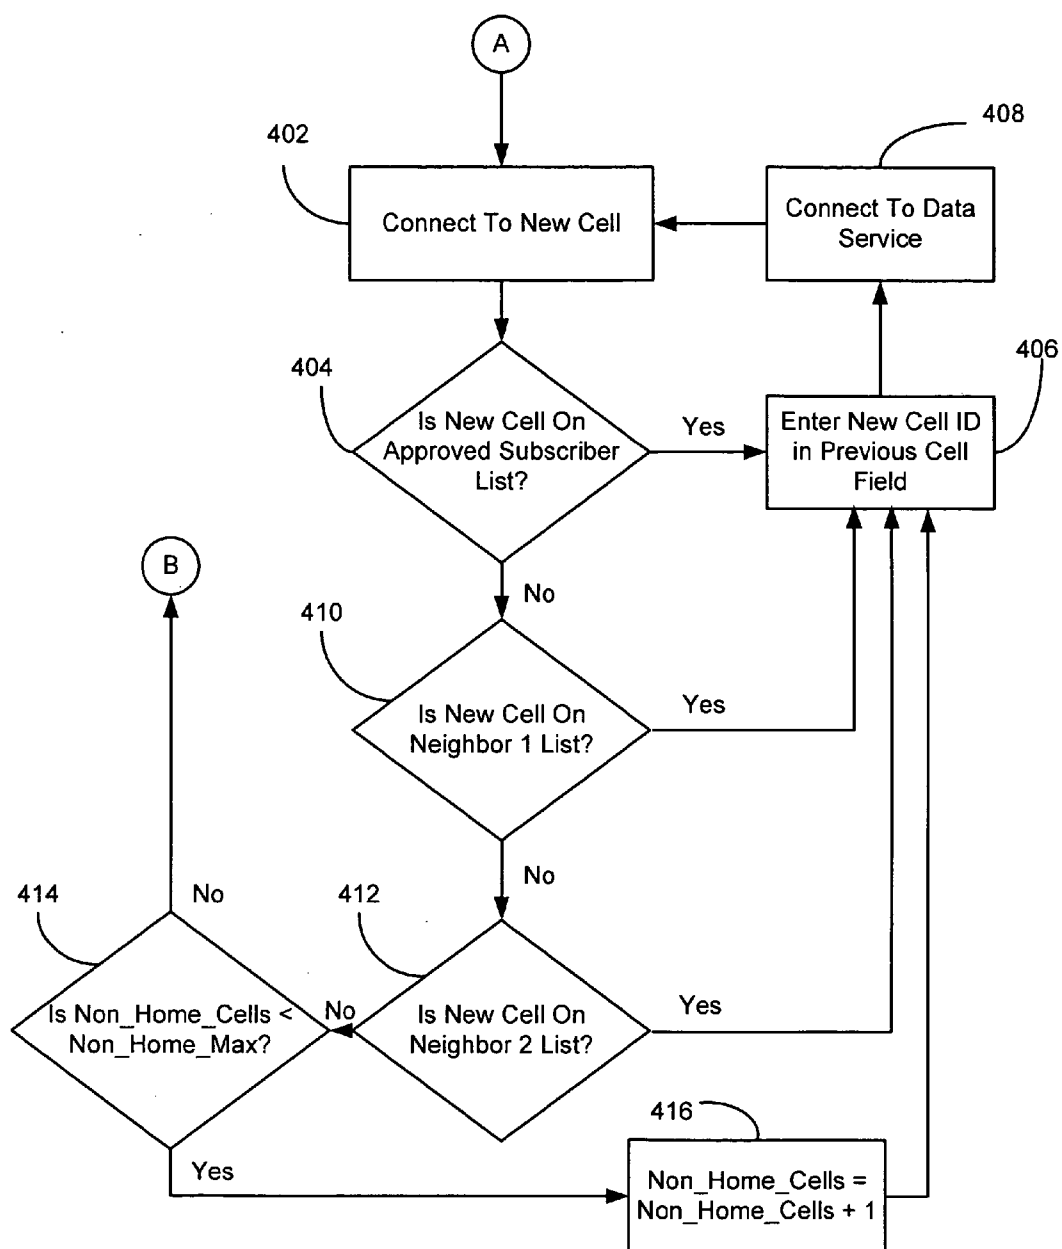 A
402
Connect To New Cell
408
Connect To Data
Service
404
Is New Cell On
Approved Subscriber
List?
Yes
406
Enter New Cell ID
in Previous Cell
Field
No
B
410
Is New Cell On
Neighbor 1 List?
Yes
No
414
No
Is Non_Home_Cells <
Non_Home_Max?
No
412
Is New Cell On
Neighbor 2 List?
Yes
Yes
416
Non_Home_Cells =
Non_Home_Cells + 1